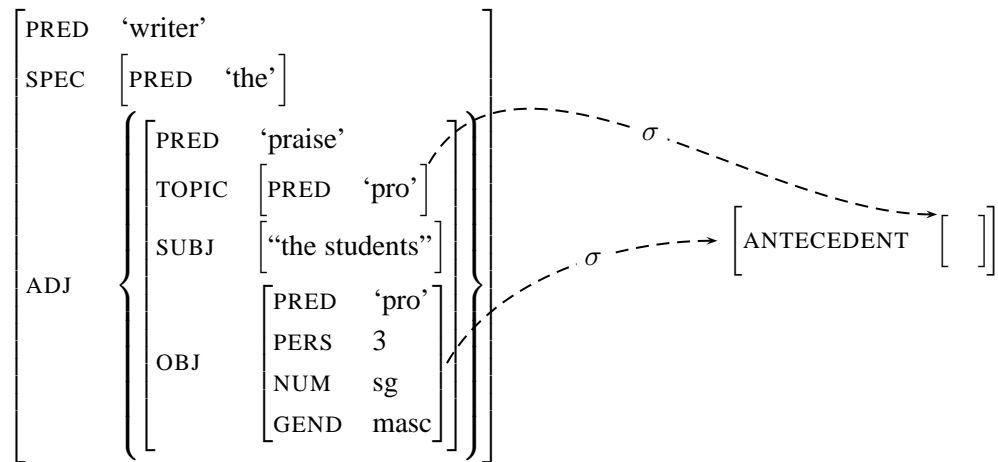 PRED ‘writer’
SPEC [PRED ‘the’]
PRED ‘praise’
σ
TOPIC [PRED ‘pro’]
SUBJ [“the students”]
[ANTECEDENT [ ]]
σ
ADJ
PRED ‘pro’
PERS 3
OBJ
NUM sg
GEND masc